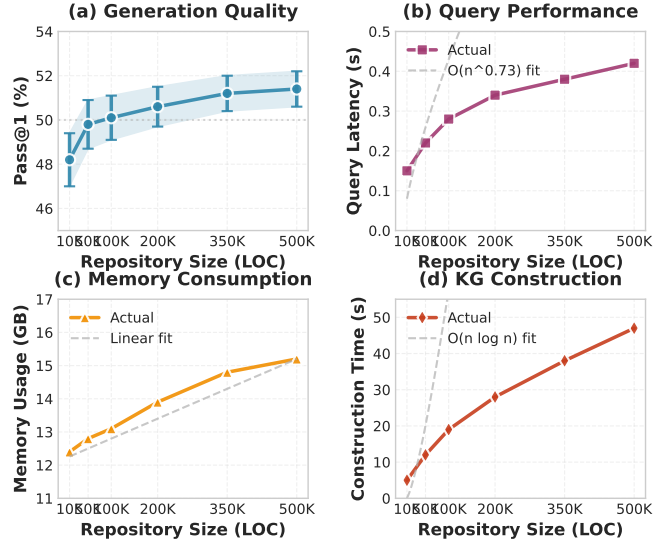 (a) Generation Quality
54
52
50
48
46
Pass@1 (%)
10K 50K 100K 200K 350K 500K
Repository Size (LOC)
(b) Query Performance
0.5
0.4
0.3
0.2
0.1
0.0
Query Latency (s)
Actual
O(n^0.73) fit
10K 50K 100K 200K 350K 500K
Repository Size (LOC)
(c) Memory Consumption
17
16
15
14
13
12
11
Memory Usage (GB)
Actual
Linear fit
10K 50K 100K 200K 350K 500K
Repository Size (LOC)
(d) KG Construction
50
40
30
20
10
0
Construction Time (s)
Actual
O(n log n) fit
10K 50K 100K 200K 350K 500K
Repository Size (LOC)